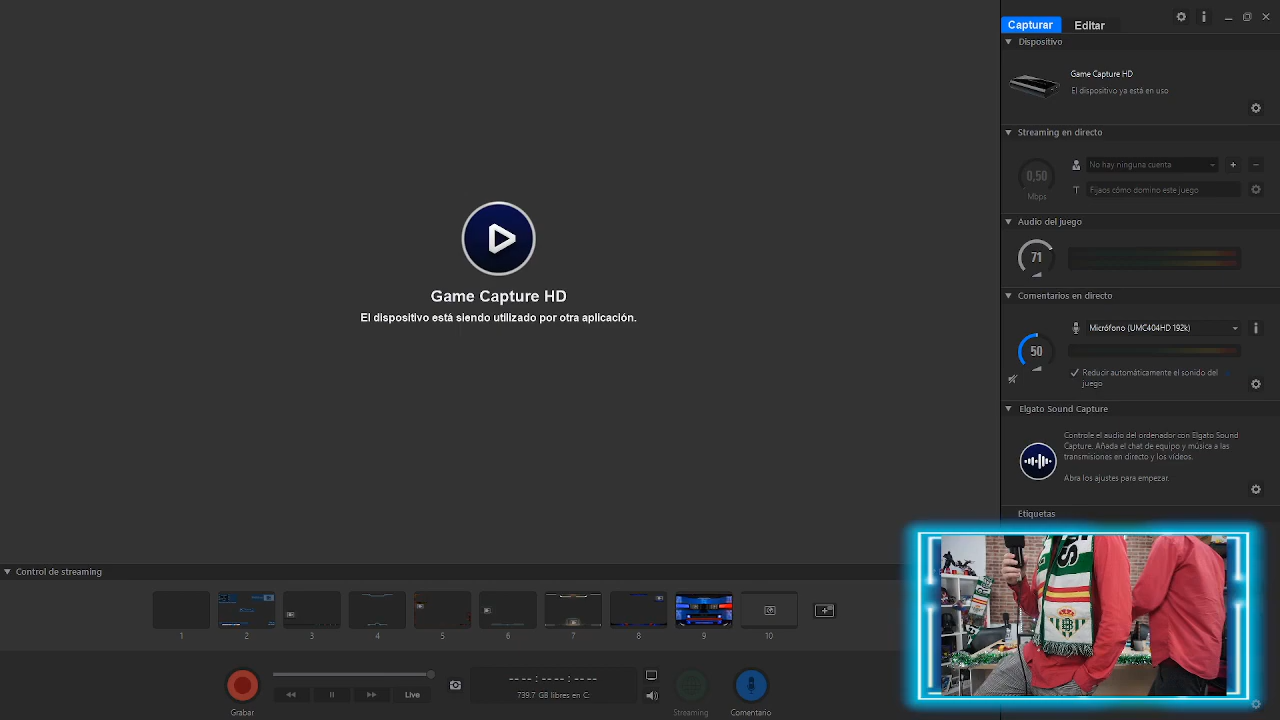 Capturar
Editar
Dispositivo
Game Capture HD
El dispositivo ya está en uso
Streaming en directo
0,50
Mbps
No hay ninguna cuenta
Fijaos cómo domino este juego
Audio del juego
71
Comentarios en directo
50
Micrófono (UMC404HD 192k)
Reducir automáticamente el sonido del
juego
Elgato Sound Capture
Controle el audio del ordenador con Elgato Sound
Capture. Añada el chat de equipo y música a las
transmisiones en directo y los vídeos.
Abra los ajustes para empezar.
Etiquetas
Game Capture HD
El dispositivo está siendo utilizado por otra aplicación.
Control de streaming
1
2
3
4
5
6
7
8
9
10
Grabar
Live
739.7 GB libres en C:
Streaming
Comentario